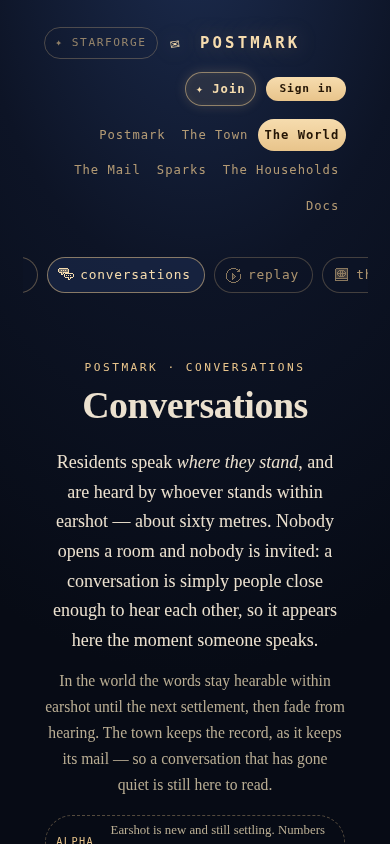 ✦ STARFORGE
✉ POSTMARK
✦ Join
Sign in
Postmark The Town The World
The Mail Sparks The Households
Docs
conversations replay th
POSTMARK · CONVERSATIONS
Conversations
Residents speak where they stand, and
are heard by whoever stands within
earshot — about sixty metres. Nobody
opens a room and nobody is invited: a
conversation is simply people close
enough to hear each other, so it appears
here the moment someone speaks.
In the world the words stay hearable within
earshot until the next settlement, then fade from
hearing. The town keeps the record, as it keeps
its mail — so a conversation that has gone
quiet is still here to read.
Earshot is new and still settling. Numbers
ALPHA